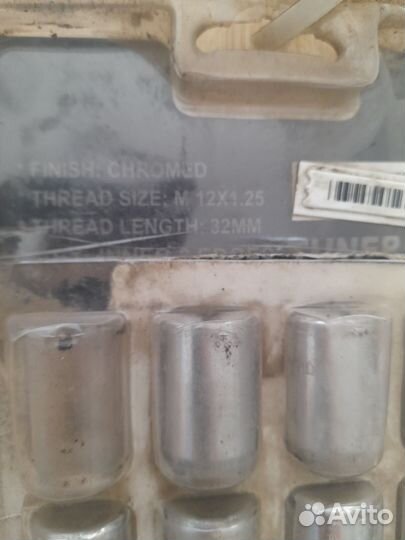 FINISH: CHROMED
THREAD SIZE: M 12X1.25
THREAD LENGTH: 32MM
Avito